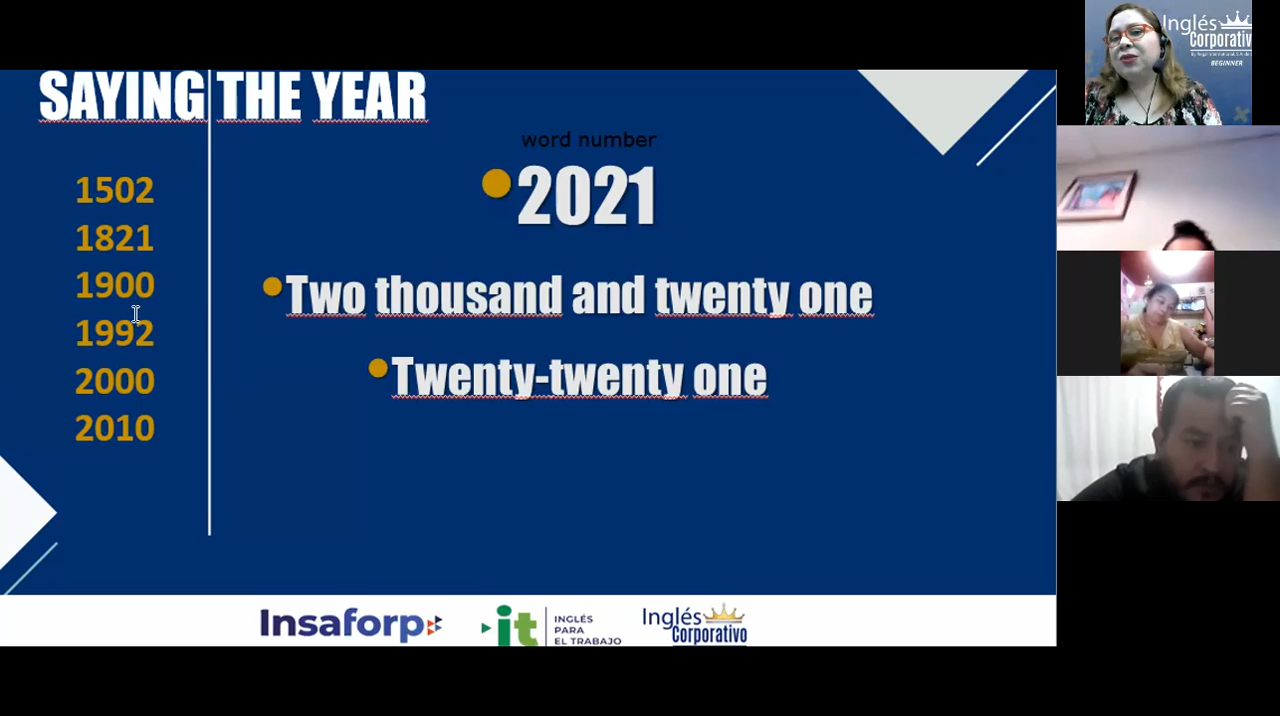 SAYING THE YEAR
word number
2021
1502
1821
1900
1992
2000
2010
Two thousand and twenty one
Twenty-twenty one
Insaforp
it
INGLÉS
PARA
EL TRABAJO
Inglés
Corporativo
Inglés
Corporativ
BEGINNER